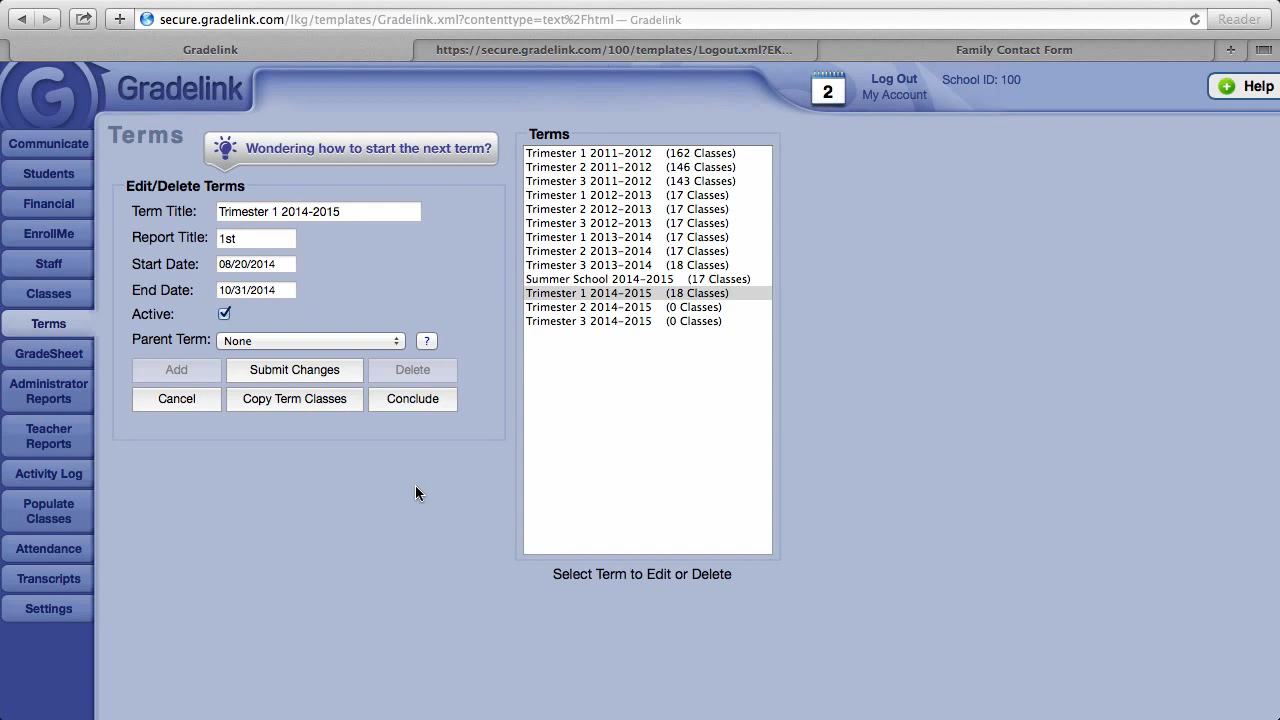 secure.gradelink.com/lkg/templates/Gradelink.xml?contenttype=text%2Fhtml — Gradelink
Reader
Gradelink
https://secure.gradelink.com/100/templates/Logout.xml?EK...
Family Contact Form
+
G Gradelink
2
Log Out
My Account
School ID: 100
Help
Communicate
Students
Financial
EnrollMe
Staff
Classes
Terms
GradeSheet
Administrator
Reports
Teacher
Reports
Activity Log
Populate
Classes
Attendance
Transcripts
Settings
Terms
Wondering how to start the next term?
Edit/Delete Terms
Term Title: Trimester 1 2014-2015
Report Title: 1st
Start Date: 08/20/2014
End Date: 10/31/2014
Active:
Parent Term: None ?
Add Submit Changes Delete
Cancel Copy Term Classes Conclude
Terms
Trimester 1 2011-2012 (162 Classes)
Trimester 2 2011-2012 (146 Classes)
Trimester 3 2011-2012 (143 Classes)
Trimester 1 2012-2013 (17 Classes)
Trimester 2 2012-2013 (17 Classes)
Trimester 3 2012-2013 (17 Classes)
Trimester 1 2013-2014 (17 Classes)
Trimester 2 2013-2014 (17 Classes)
Trimester 3 2013-2014 (18 Classes)
Summer School 2014-2015 (17 Classes)
Trimester 1 2014-2015 (18 Classes)
Trimester 2 2014-2015 (0 Classes)
Trimester 3 2014-2015 (0 Classes)
Select Term to Edit or Delete